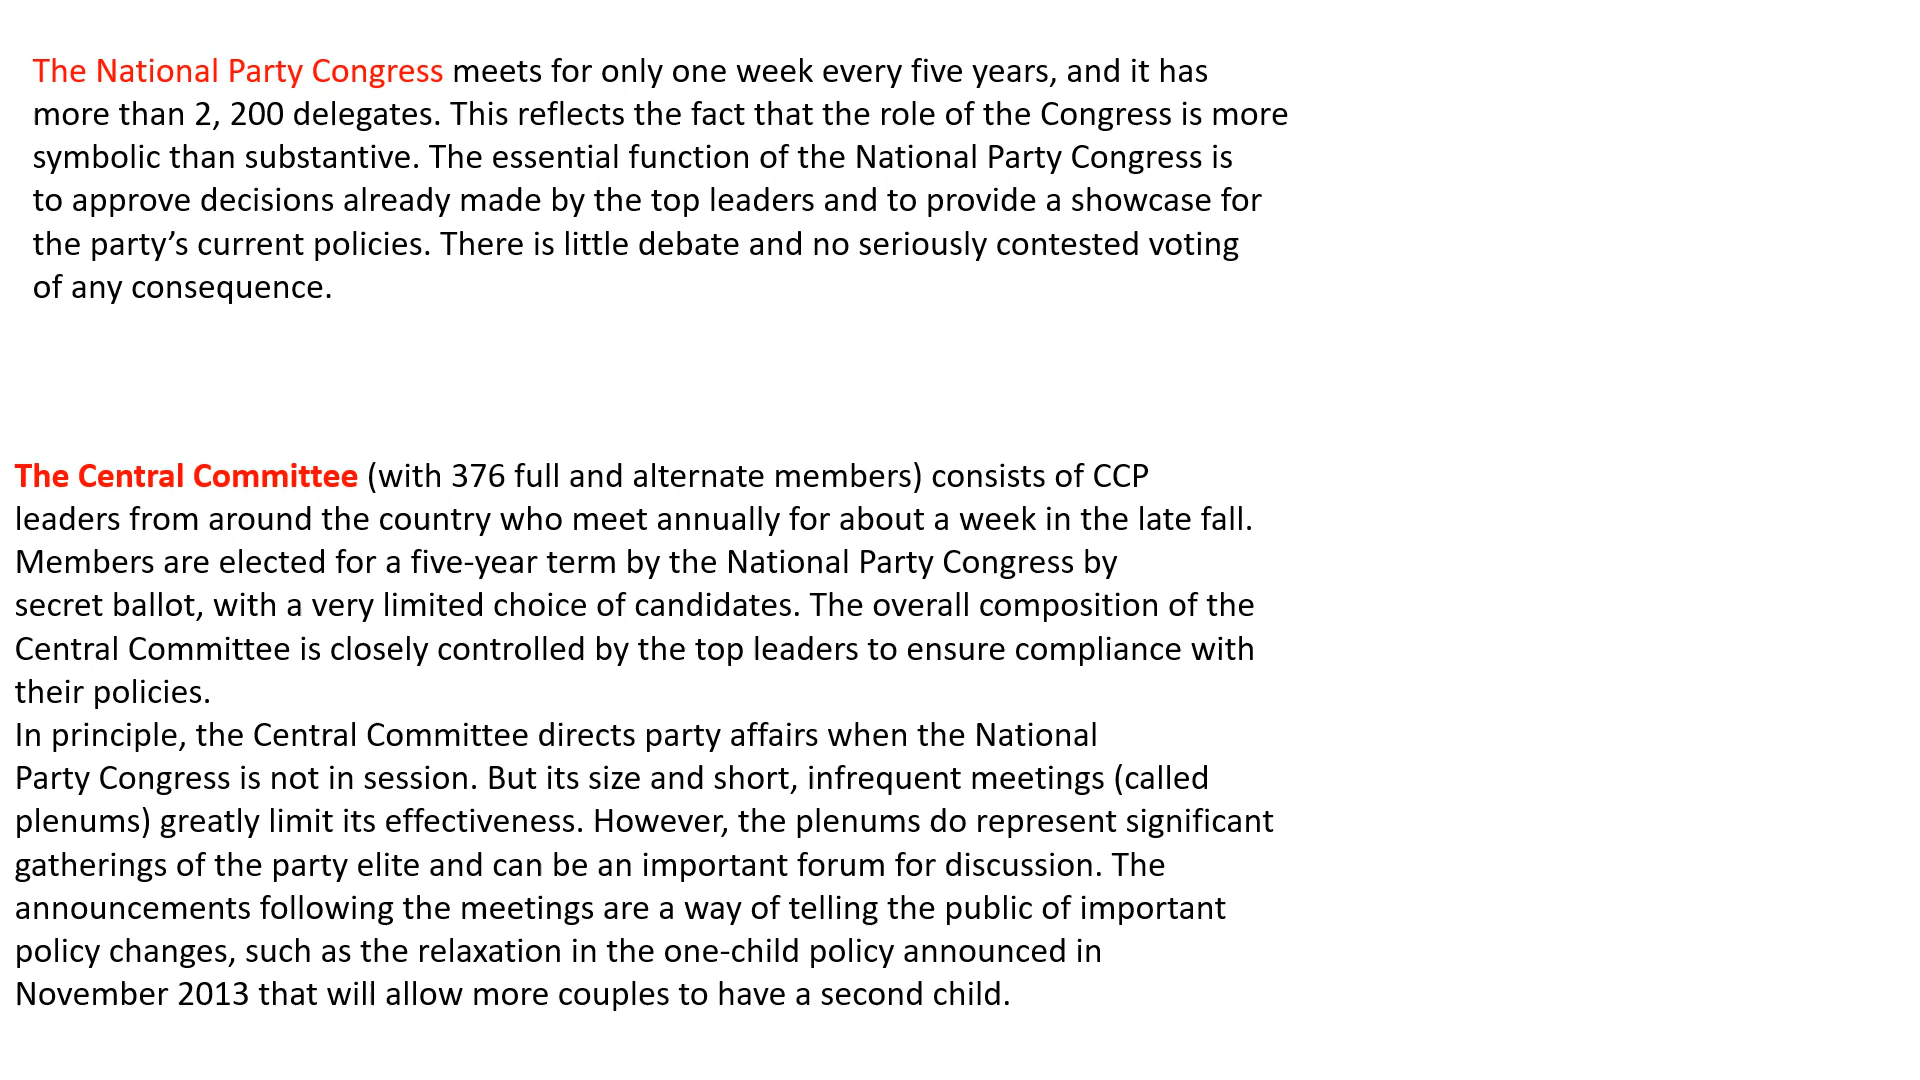 The National Party Congress meets for only one week every five years, and it has
more than 2, 200 delegates. This reflects the fact that the role of the Congress is more
symbolic than substantive. The essential function of the National Party Congress is
to approve decisions already made by the top leaders and to provide a showcase for
the party’s current policies. There is little debate and no seriously contested voting
of any consequence.
The Central Committee (with 376 full and alternate members) consists of CCP
leaders from around the country who meet annually for about a week in the late fall.
Members are elected for a five-year term by the National Party Congress by
secret ballot, with a very limited choice of candidates. The overall composition of the
Central Committee is closely controlled by the top leaders to ensure compliance with
their policies.
In principle, the Central Committee directs party affairs when the National
Party Congress is not in session. But its size and short, infrequent meetings (called
plenums) greatly limit its effectiveness. However, the plenums do represent significant
gatherings of the party elite and can be an important forum for discussion. The
announcements following the meetings are a way of telling the public of important
policy changes, such as the relaxation in the one-child policy announced in
November 2013 that will allow more couples to have a second child.